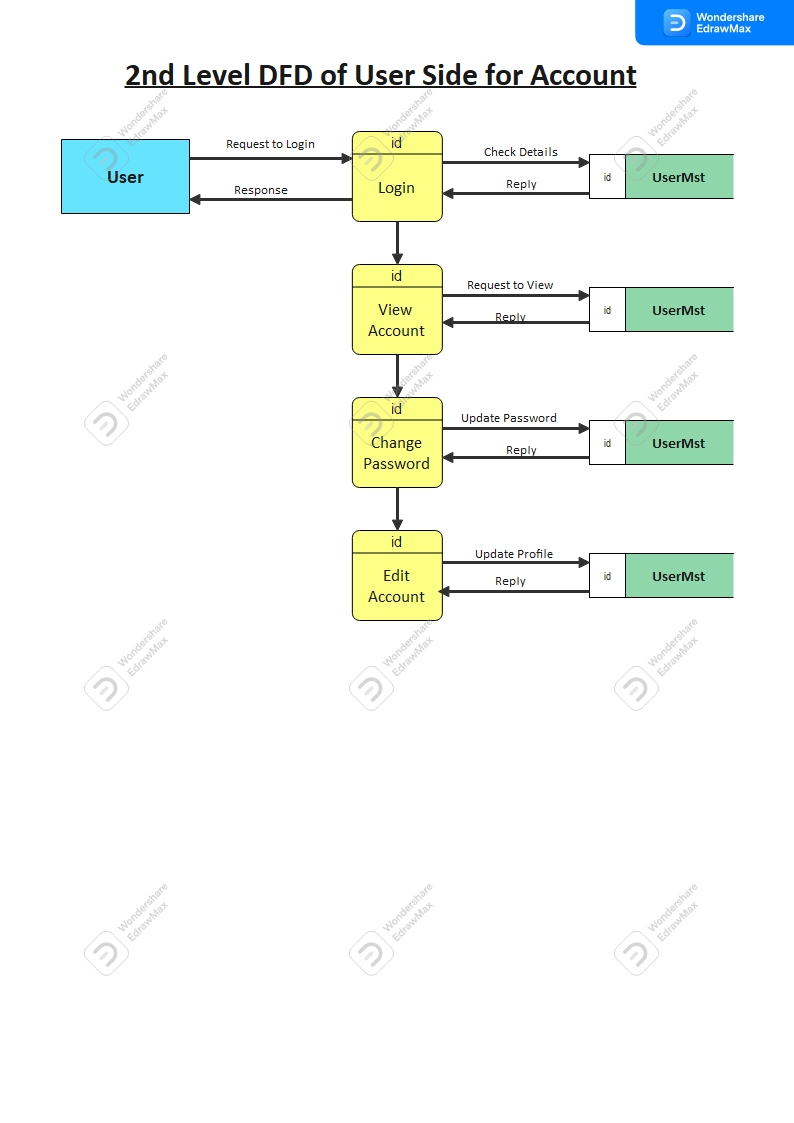 Wondershare
EdrawMax
2nd Level DFD of User Side for Account
User
Request to Login
Response
id
Login
Check Details
Reply
id
UserMst
id
View
Account
Request to View
Reply
id
UserMst
id
Change
Password
Update Password
Reply
id
UserMst
id
Edit
Account
Update Profile
Reply
id
UserMst
Wondershare
EdrawMax
Wondershare
EdrawMax
Wondershare
EdrawMax
Wondershare
EdrawMax
Wondershare
EdrawMax
Wondershare
EdrawMax
Wondershare
EdrawMax
Wondershare
EdrawMax
Wondershare
EdrawMax
Wondershare
EdrawMax
Wondershare
EdrawMax
Wondershare
EdrawMax